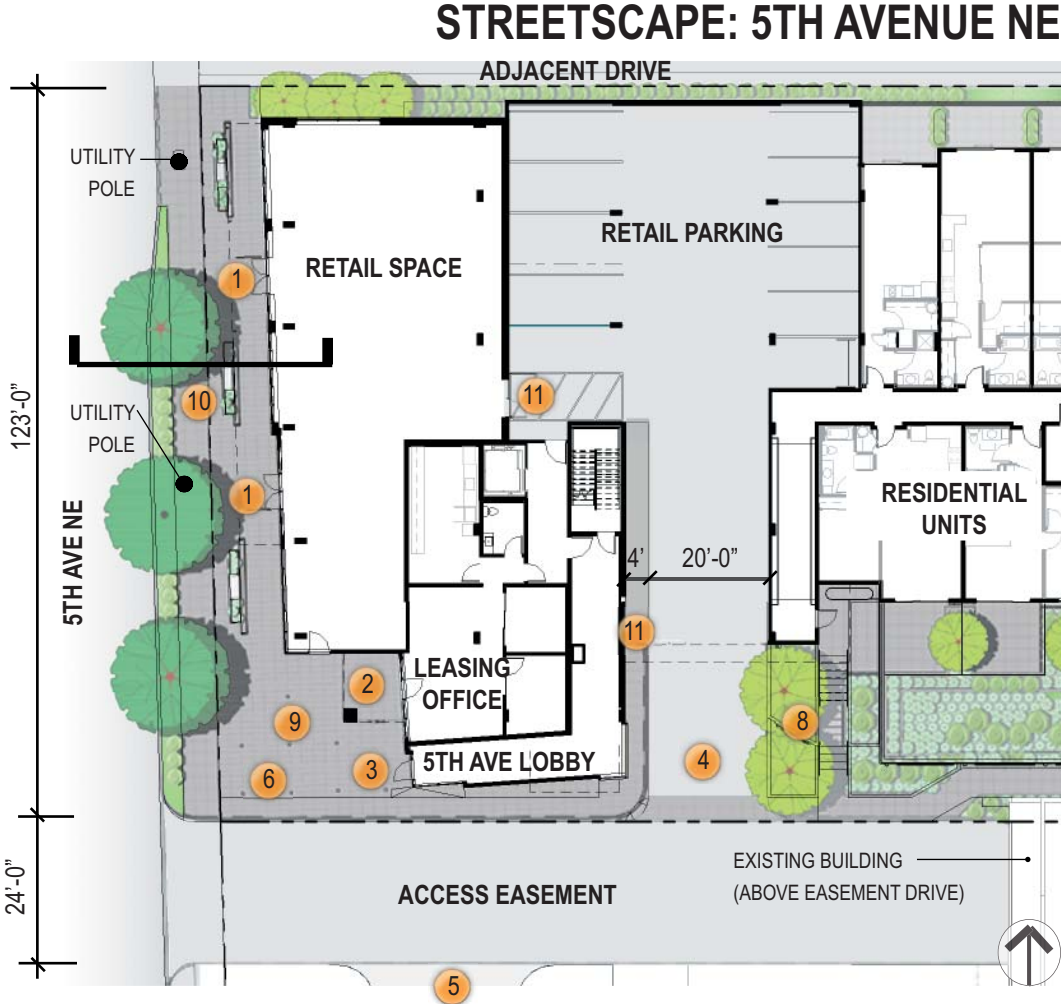 STREETSCAPE: 5TH AVENUE NE
ADJACENT DRIVE
UTILITY
POLE
RETAIL SPACE
RETAIL PARKING
1
123'-0"
10
11
UTILITY
POLE
1
5TH AVE NE
RESIDENTIAL
UNITS
4'
20'-0"
11
LEASING
OFFICE
2
9
8
5TH AVE LOBBY
3
6
4
24'-0"
ACCESS EASEMENT
EXISTING BUILDING
(ABOVE EASEMENT DRIVE)
5